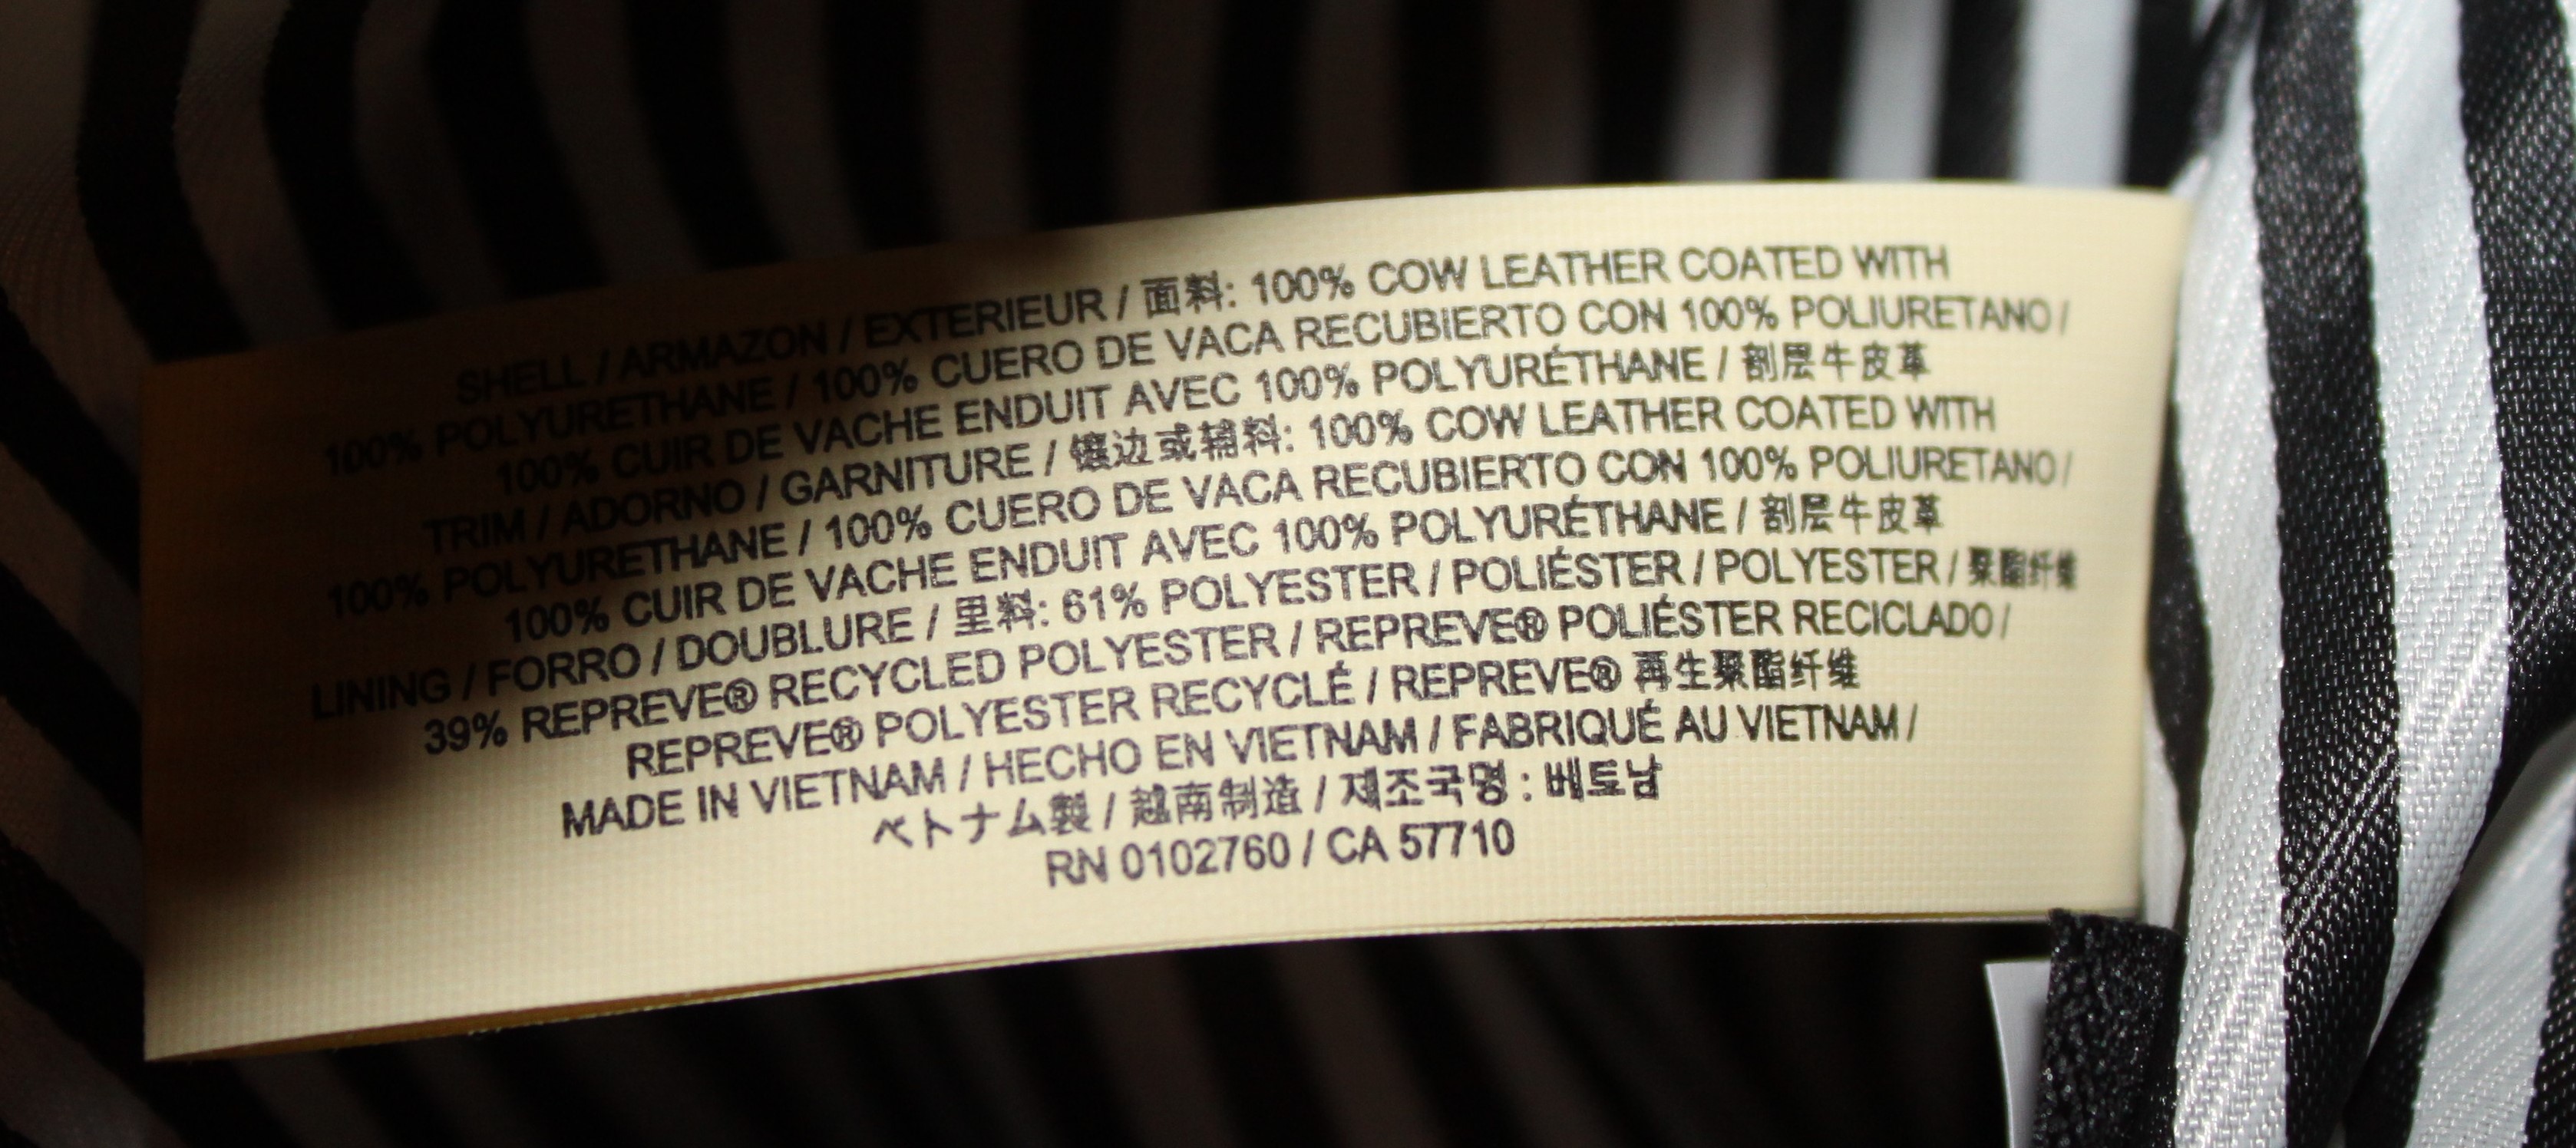 SHELL / ARMAZON / EXTERIEUR / 面料: 100% COW LEATHER COATED WITH
100% POLYURETHANE / 100% CUERO DE VACA RECUBIERTO CON 100% POLIURETANO /
100% CUIR DE VACHE ENDUIT AVEC 100% POLYURÉTHANE / 剖层牛皮革
TRIM / ADORNO / GARNITURE / 镶边或辅料: 100% COW LEATHER COATED WITH
100% POLYURETHANE / 100% CUERO DE VACA RECUBIERTO CON 100% POLIURETANO /
100% CUIR DE VACHE ENDUIT AVEC 100% POLYURÉTHANE / 剖层牛皮革
LINING / FORRO / DOUBLURE / 里料: 61% POLYESTER / POLIÉSTER / POLYESTER / 聚酯纤维
39% REPREVE® RECYCLED POLYESTER / REPREVE® POLIÉSTER RECICLADO /
REPREVE® POLYESTER RECYCLÉ / REPREVE® 再生聚酯纤维
MADE IN VIETNAM / HECHO EN VIETNAM / FABRIQUÉ AU VIETNAM /
ベトナム製 / 越南制造 / 제조국명 : 베트남
RN 0102760 / CA 57710